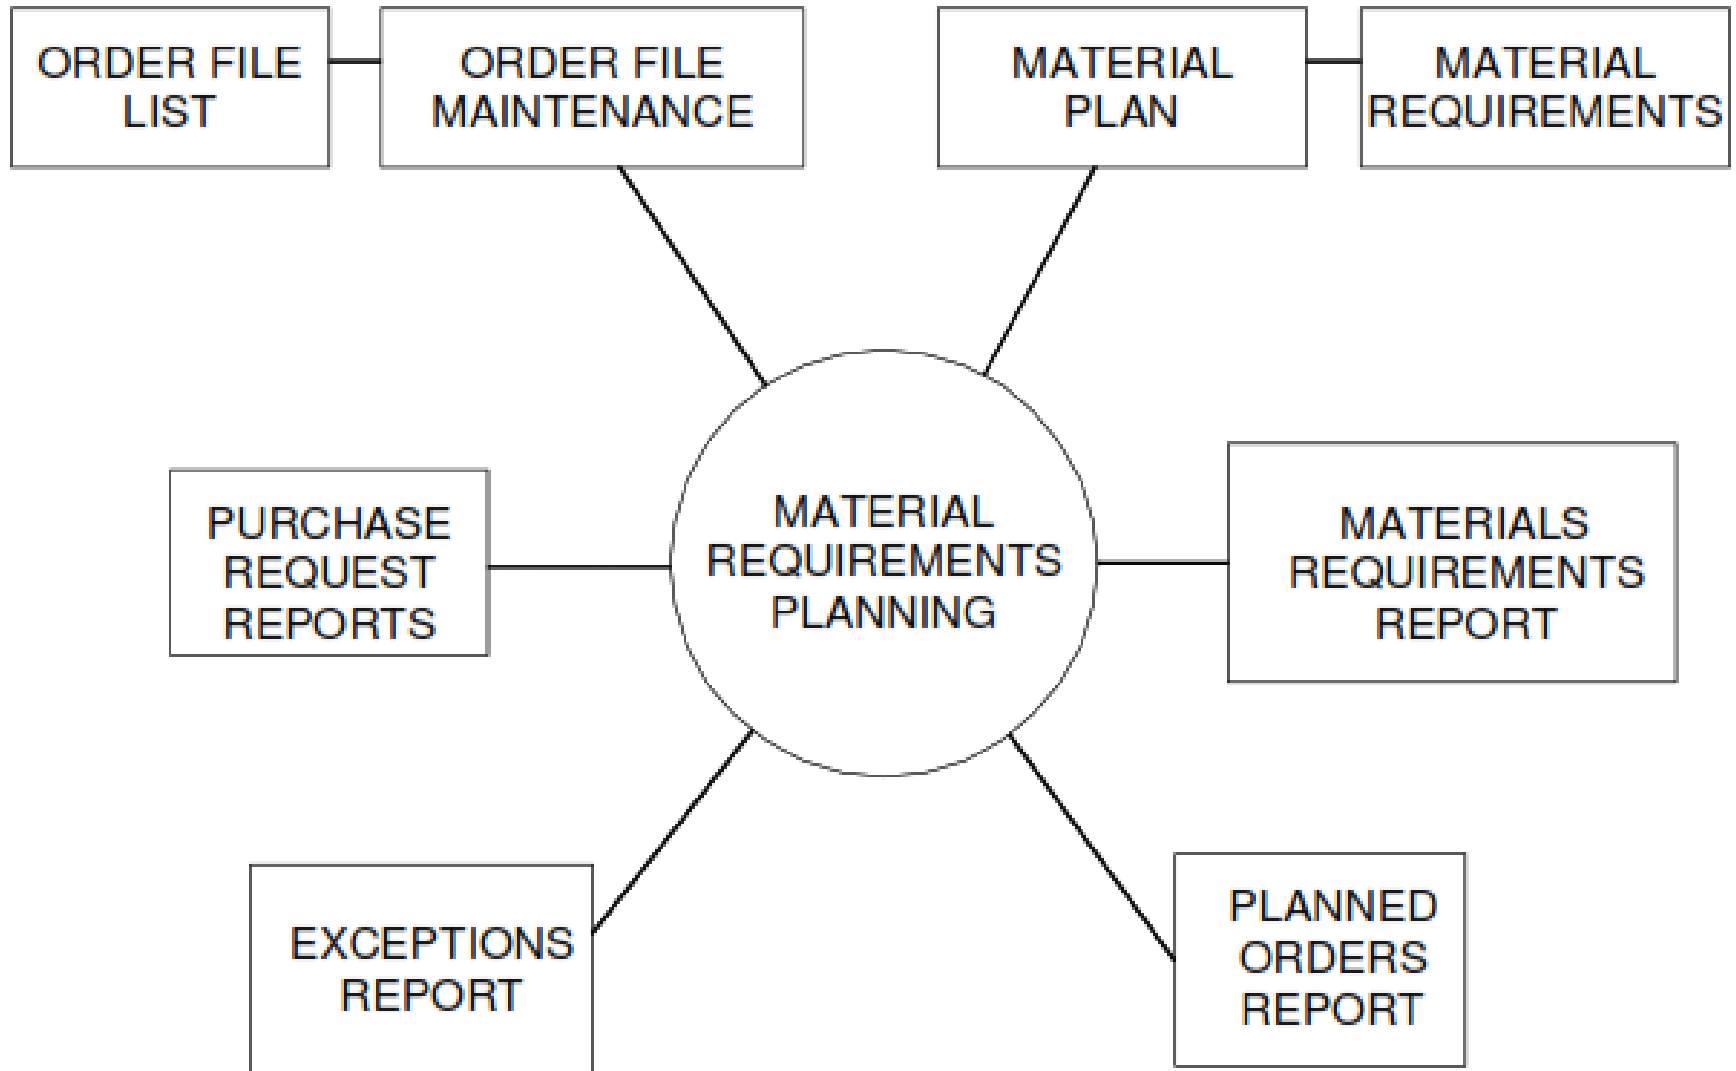 ORDER FILE
LIST
ORDER FILE
MAINTENANCE
MATERIAL
PLAN
MATERIAL
REQUIREMENTS
PURCHASE
REQUEST
REPORTS
MATERIAL
REQUIREMENTS
PLANNING
MATERIALS
REQUIREMENTS
REPORT
EXCEPTIONS
REPORT
PLANNED
ORDERS
REPORT